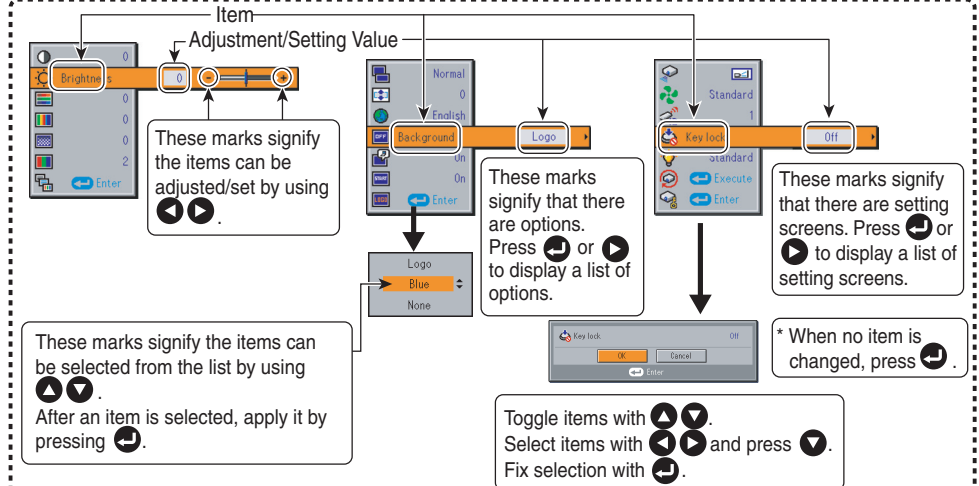 Item
Adjustment/Setting Value
0
Brightness 0 - +
0
0
0
2
Enter
These marks signify
the items can be
adjusted/set by using
.
Normal
0
English
OFF Background Logo
On
START On
LOGO Enter
Logo
Blue
None
These marks
signify that there
are options.
Press or
to display a list of
options.
Standard
1
Key lock Off
Standard
Execute
Enter
These marks signify
that there are setting
screens. Press or
to display a list of
setting screens.
Key lock Off
OK Cancel
Enter
* When no item is
changed, press .
These marks signify the items can
be selected from the list by using
.
After an item is selected, apply it by
pressing .
Toggle items with .
Select items with and press .
Fix selection with .